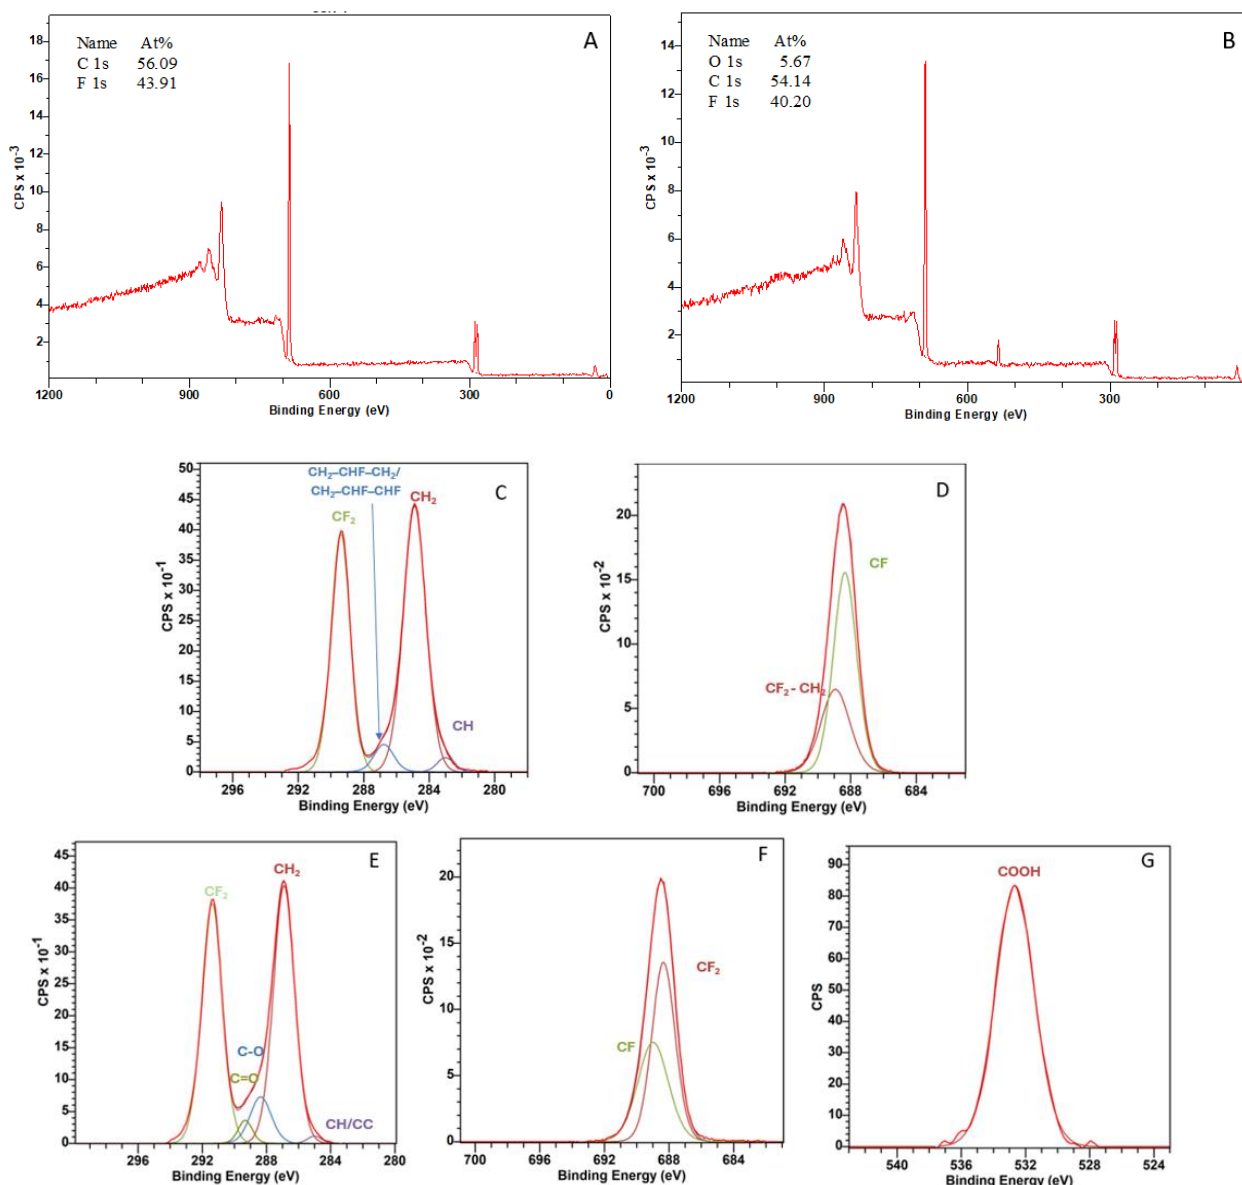 A
Name At%
C 1s 56.09
F 1s 43.91
18
16
14
12
10
8
6
4
2
CPS x 10-3
1200 900 600 300 0
Binding Energy (eV)
B
Name At%
O 1s 5.67
C 1s 54.14
F 1s 40.20
14
12
10
8
6
4
2
CPS x 10-3
1200 900 600 300
Binding Energy (eV)
C
CH2-CHF-CH2/
CH2-CHF-CHF
CH2
CF2
CH
50
45
40
35
30
25
20
15
10
5
0
CPS x 10-1
296 292 288 284 280
Binding Energy (eV)
D
CF
CF2 - CH2
20
15
10
5
0
CPS x 10-2
700 696 692 688 684
Binding Energy (eV)
E
CH2
CF2
C-O
C=O
CH/CC
45
40
35
30
25
20
15
10
5
0
CPS x 10-1
296 292 288 284 280
Binding Energy (eV)
F
CF2
CF
20
15
10
5
0
CPS x 10-2
700 696 692 688 684
Binding Energy (eV)
G
COOH
90
80
70
60
50
40
30
20
10
0
CPS
540 536 532 528 524
Binding Energy (eV)